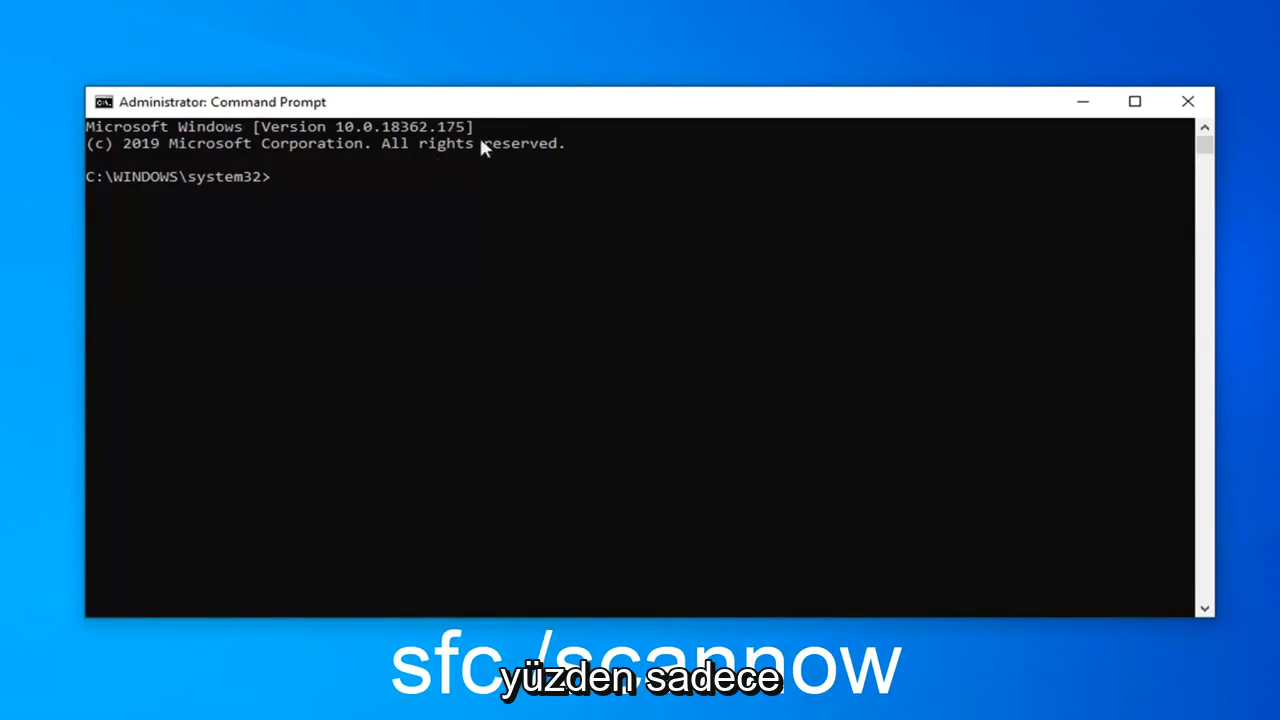 Administrator: Command Prompt
Microsoft Windows [Version 10.0.18362.175]
(c) 2019 Microsoft Corporation. All rights reserved.
C:\WINDOWS\system32>
sfc /scannow
yüzden sadece